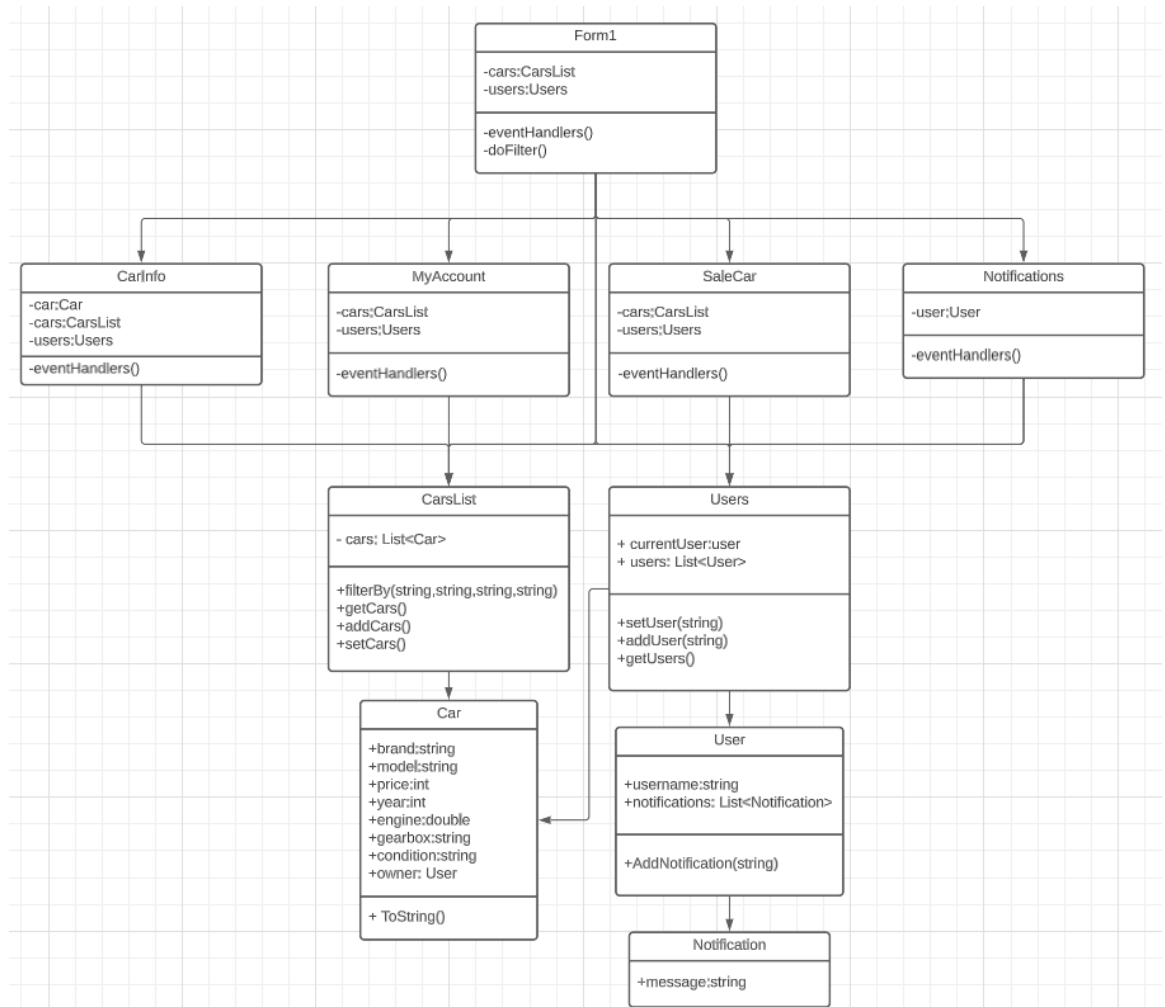 Form1
-cars:CarsList
-users:Users
-eventHandlers()
-doFilter()
CarInfo
-car:Car
-cars:CarsList
-users:Users
-eventHandlers()
MyAccount
-cars:CarsList
-users:Users
-eventHandlers()
SaleCar
-cars:CarsList
-users:Users
-eventHandlers()
Notifications
-user:User
-eventHandlers()
CarsList
- cars: List<Car>
+filterBy(string,string,string,string)
+getCars()
+addCars()
+setCars()
Users
+ currentUser:user
+ users: List<User>
+setUser(string)
+addUser(string)
+getUsers()
Car
+brand:string
+model:string
+price:int
+year:int
+engine:double
+gearbox:string
+condition:string
+owner: User
+ ToString()
User
+username:string
+notifications: List<Notification>
+AddNotification(string)
Notification
+message:string